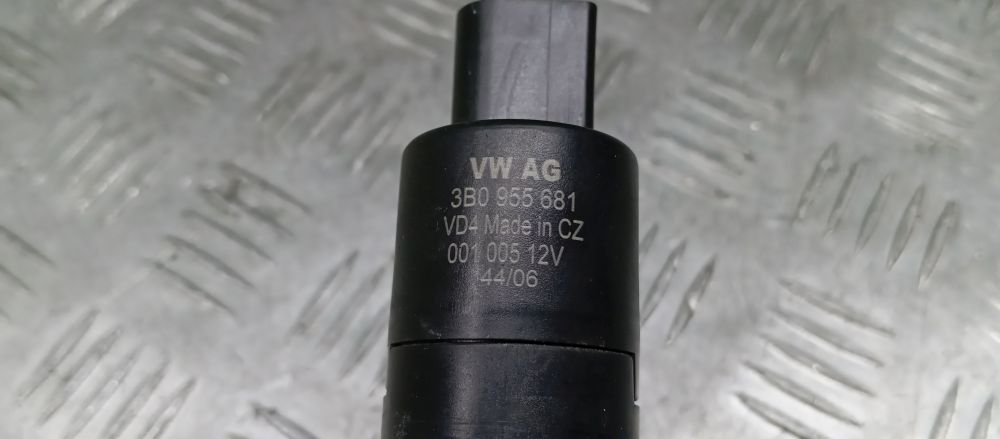 VW AG
3B0 955 681
VD4 Made in CZ
001 005 12V
44/06